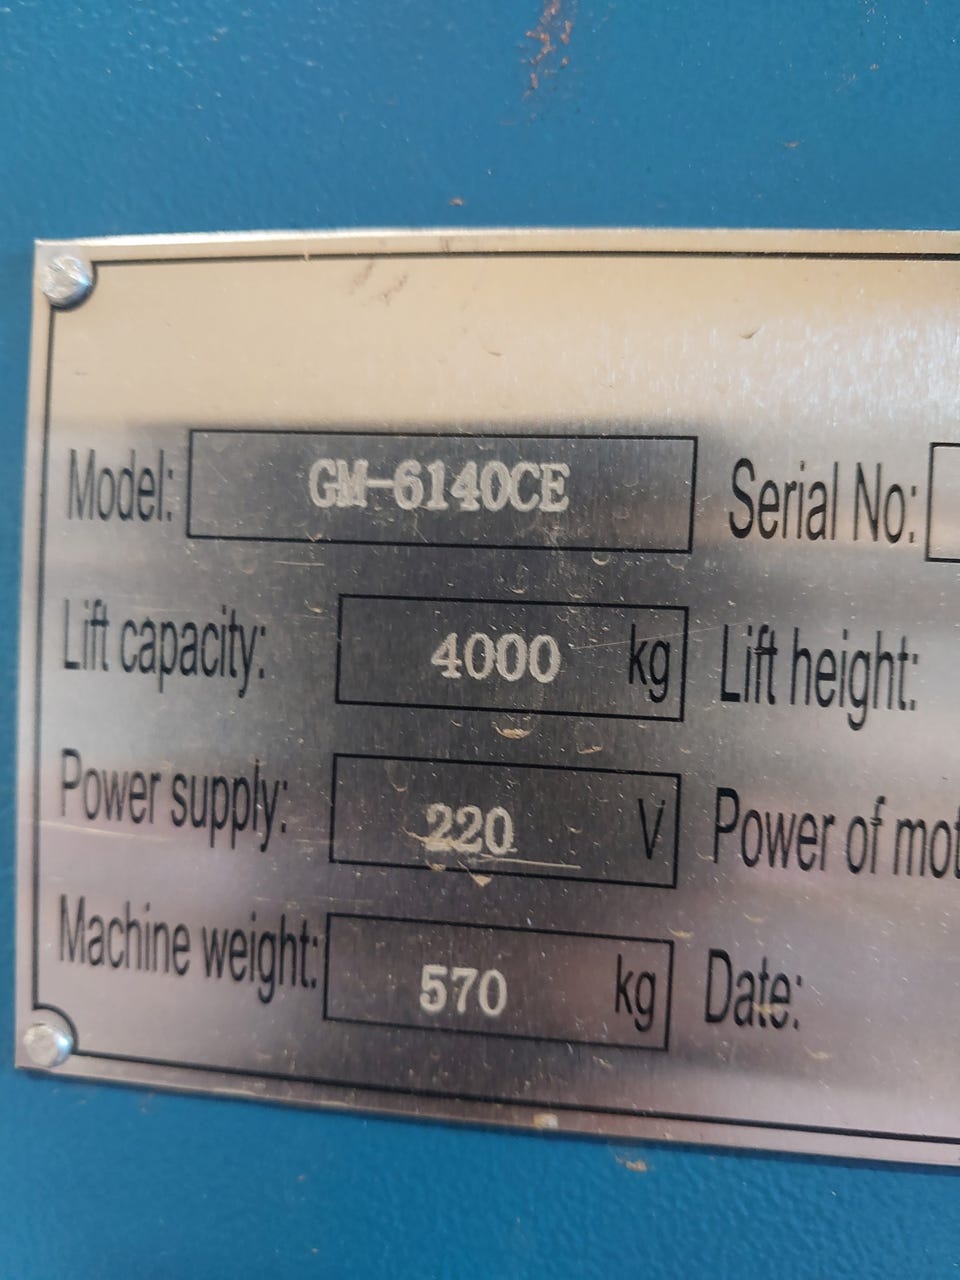 Model: GM-6140CE Serial No:
Lift capacity: 4000 kg Lift height:
Power supply: 220 V Power of mot
Machine weight: 570 kg Date: